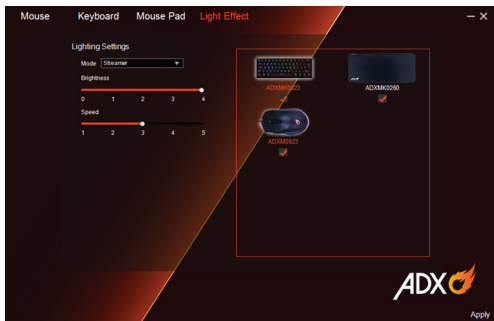 Mouse Keyboard Mouse Pad Light Effect
Lighting Settings
Mode Streamer
Brightness
0 1 2 3 4
Speed
1 2 3 4 5
ADXMK0260
ADXM0923
ADX
Apply